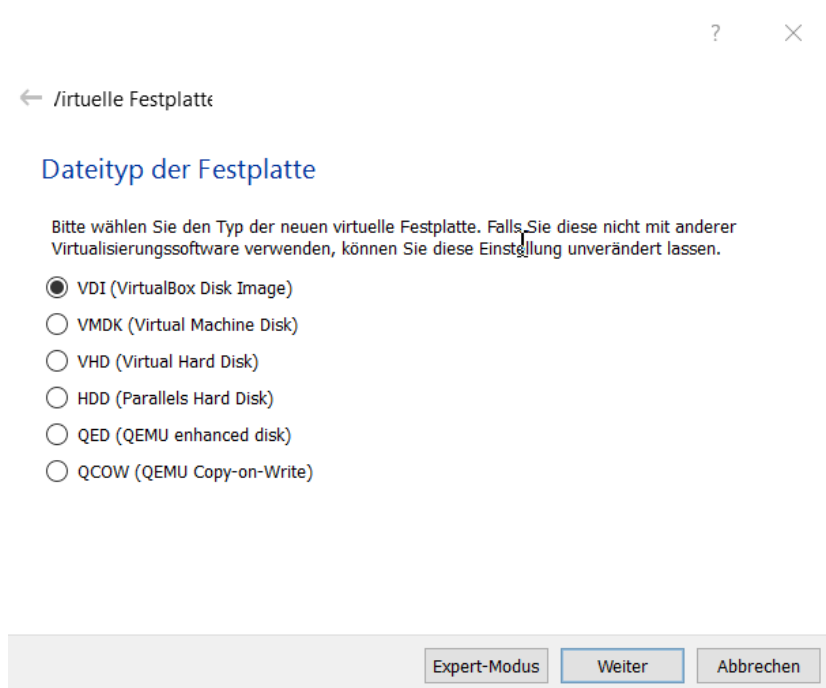 ?
← /irtuelle Festplatte
Dateityp der Festplatte
Bitte wählen Sie den Typ der neuen virtuelle Festplatte. Falls Sie diese nicht mit anderer
Virtualisierungssoftware verwenden, können Sie diese Einstellung unverändert lassen.
VDI (VirtualBox Disk Image)
VMDK (Virtual Machine Disk)
VHD (Virtual Hard Disk)
HDD (Parallels Hard Disk)
QED (QEMU enhanced disk)
QCOW (QEMU Copy-on-Write)
Expert-Modus Weiter Abbrechen